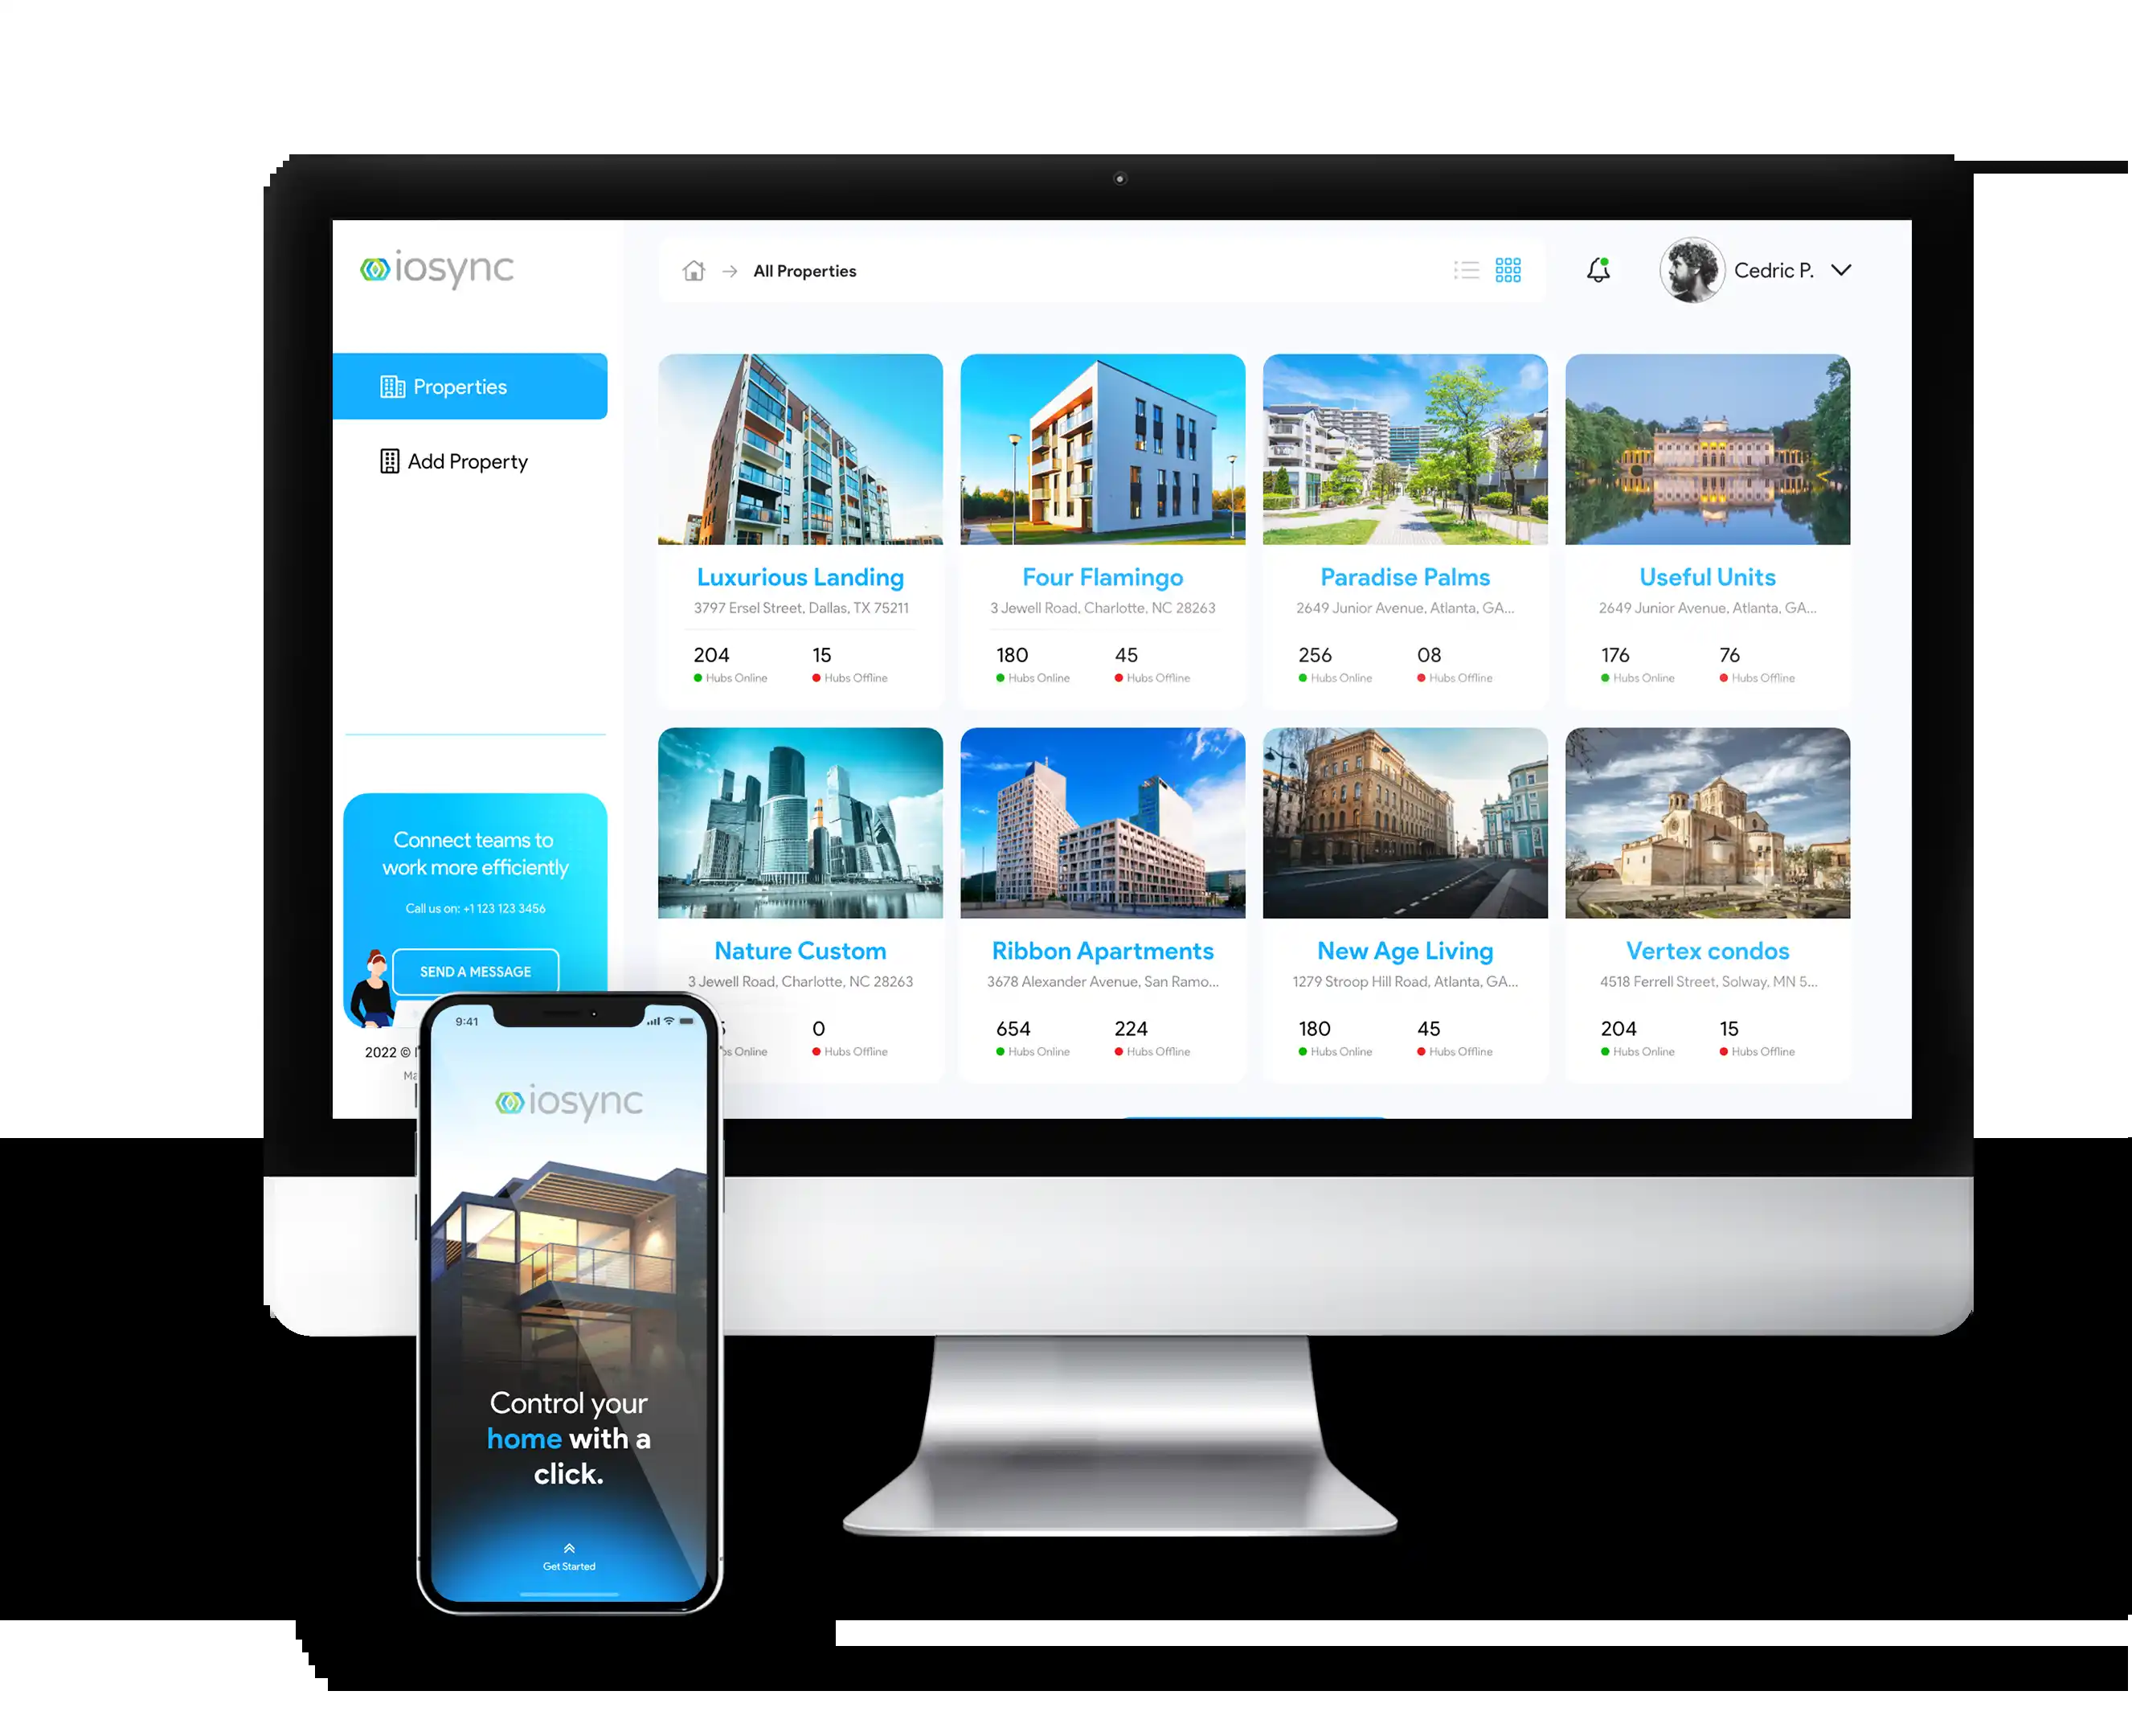 iosync
All Properties
Cedric P.
Properties
Add Property
Connect teams to
work more efficiently
Call us on: +1 123 123 3456
SEND A MESSAGE
2022 ©
Luxurious Landing
3797 Ersel Street, Dallas, TX 75211
204 15
Hubs Online Hubs Offline
Four Flamingo
3 Jewell Road, Charlotte, NC 28263
180 45
Hubs Online Hubs Offline
Paradise Palms
2649 Junior Avenue, Atlanta, GA...
256 08
Hubs Online Hubs Offline
Useful Units
2649 Junior Avenue, Atlanta, GA...
176 76
Hubs Online Hubs Offline
Nature Custom
3 Jewell Road, Charlotte, NC 28263
0
Online Hubs Offline
Ribbon Apartments
3678 Alexander Avenue, San Ramo...
654 224
Hubs Online Hubs Offline
New Age Living
1279 Stroop Hill Road, Atlanta, GA...
180 45
Hubs Online Hubs Offline
Vertex condos
4518 Ferrell Street, Solway, MN 5...
204 15
Hubs Online Hubs Offline
9:41
iosync
Control your
home with a
click.
Get Started